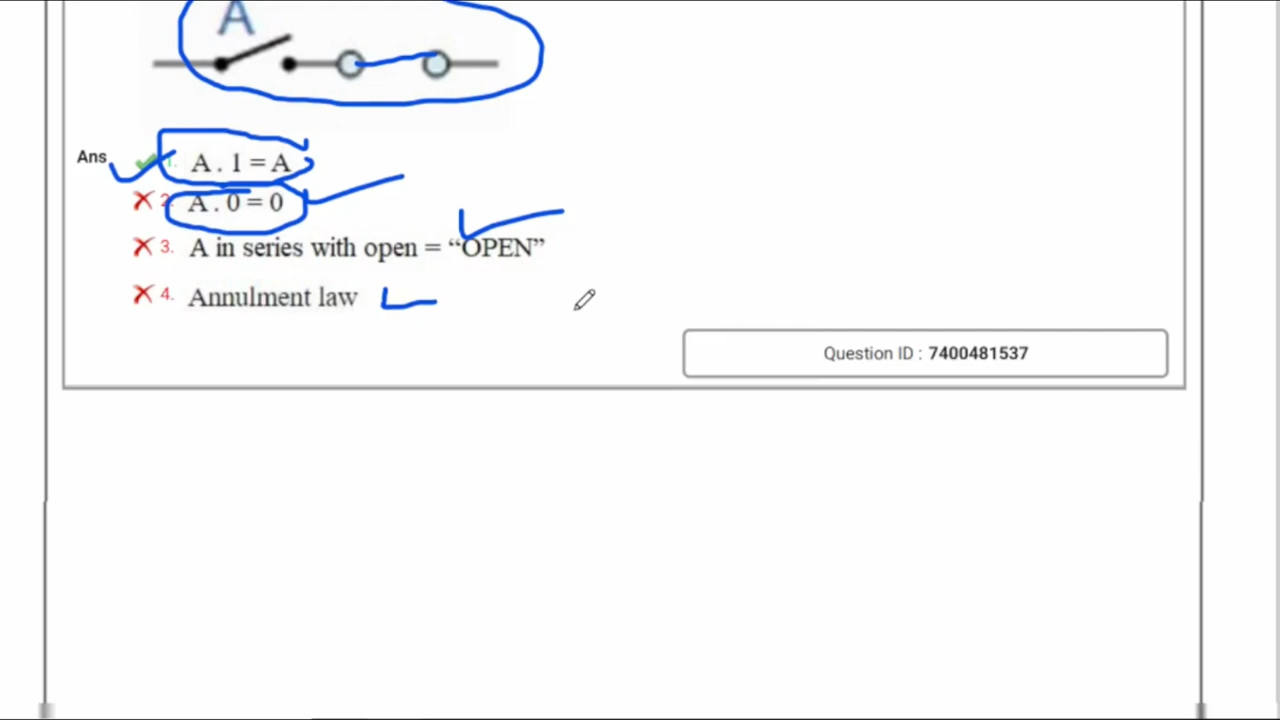 A
Ans
1. A . 1 = A
2. A . 0 = 0
3. A in series with open = “OPEN”
4. Annulment law
Question ID : 7400481537